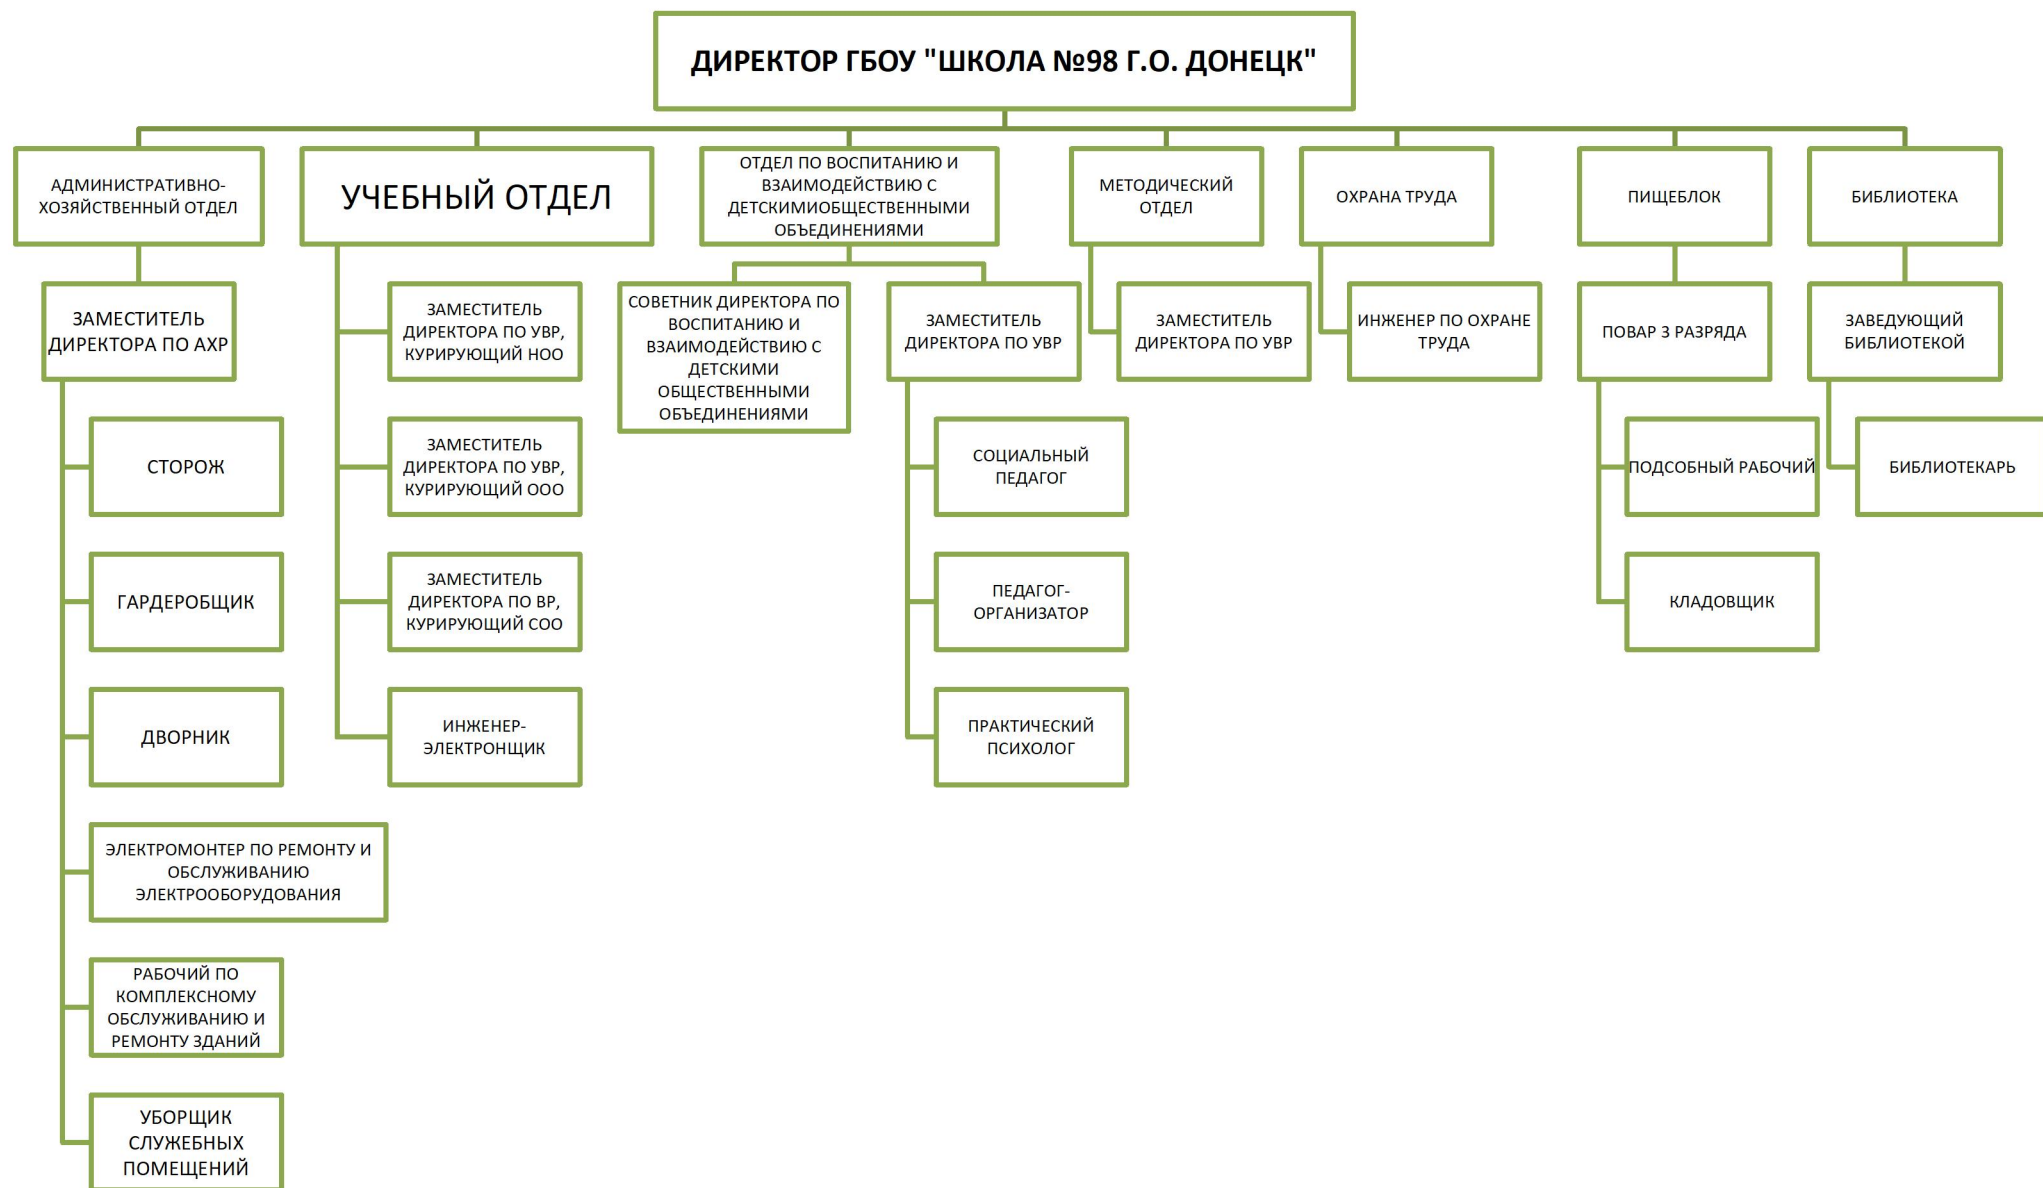 ДИРЕКТОР ГБОУ "ШКОЛА №98 Г.О. ДОНЕЦК"
АДМИНИСТРАТИВНО-
ХОЗЯЙСТВЕННЫЙ ОТДЕЛ
УЧЕБНЫЙ ОТДЕЛ
ОТДЕЛ ПО ВОСПИТАНИЮ И
ВЗАИМОДЕЙСТВИЮ С
ДЕТСКИМИОБЩЕСТВЕННЫМИ
ОБЪЕДИНЕНИЯМИ
МЕТОДИЧЕСКИЙ
ОТДЕЛ
ОХРАНА ТРУДА
ПИЩЕБЛОК
БИБЛИОТЕКА
ЗАМЕСТИТЕЛЬ
ДИРЕКТОРА ПО АХР
ЗАМЕСТИТЕЛЬ
ДИРЕКТОРА ПО УВР,
КУРИРУЮЩИЙ НОО
СОВЕТНИК ДИРЕКТОРА ПО
ВОСПИТАНИЮ И
ВЗАИМОДЕЙСТВИЮ С
ДЕТСКИМИ
ОБЩЕСТВЕННЫМИ
ОБЪЕДИНЕНИЯМИ
ЗАМЕСТИТЕЛЬ
ДИРЕКТОРА ПО УВР
ЗАМЕСТИТЕЛЬ
ДИРЕКТОРА ПО УВР
ИНЖЕНЕР ПО ОХРАНЕ
ТРУДА
ПОВАР 3 РАЗРЯДА
ЗАВЕДУЮЩИЙ
БИБЛИОТЕКОЙ
СТОРОЖ
ЗАМЕСТИТЕЛЬ
ДИРЕКТОРА ПО УВР,
КУРИРУЮЩИЙ ООО
СОЦИАЛЬНЫЙ
ПЕДАГОГ
ПОДСОБНЫЙ РАБОЧИЙ
БИБЛИОТЕКАРЬ
ГАРДЕРОБЩИК
ЗАМЕСТИТЕЛЬ
ДИРЕКТОРА ПО ВР,
КУРИРУЮЩИЙ СОО
ПЕДАГОГ-
ОРГАНИЗАТОР
КЛАДОВЩИК
ДВОРНИК
ИНЖЕНЕР-
ЭЛЕКТРОНЩИК
ПРАКТИЧЕСКИЙ
ПСИХОЛОГ
ЭЛЕКТРОМОНТЕР ПО РЕМОНТУ И
ОБСЛУЖИВАНИЮ
ЭЛЕКТРООБОРУДОВАНИЯ
РАБОЧИЙ ПО
КОМПЛЕКСНОМУ
ОБСЛУЖИВАНИЮ И
РЕМОНТУ ЗДАНИЙ
УБОРЩИК
СЛУЖЕБНЫХ
ПОМЕЩЕНИЙ